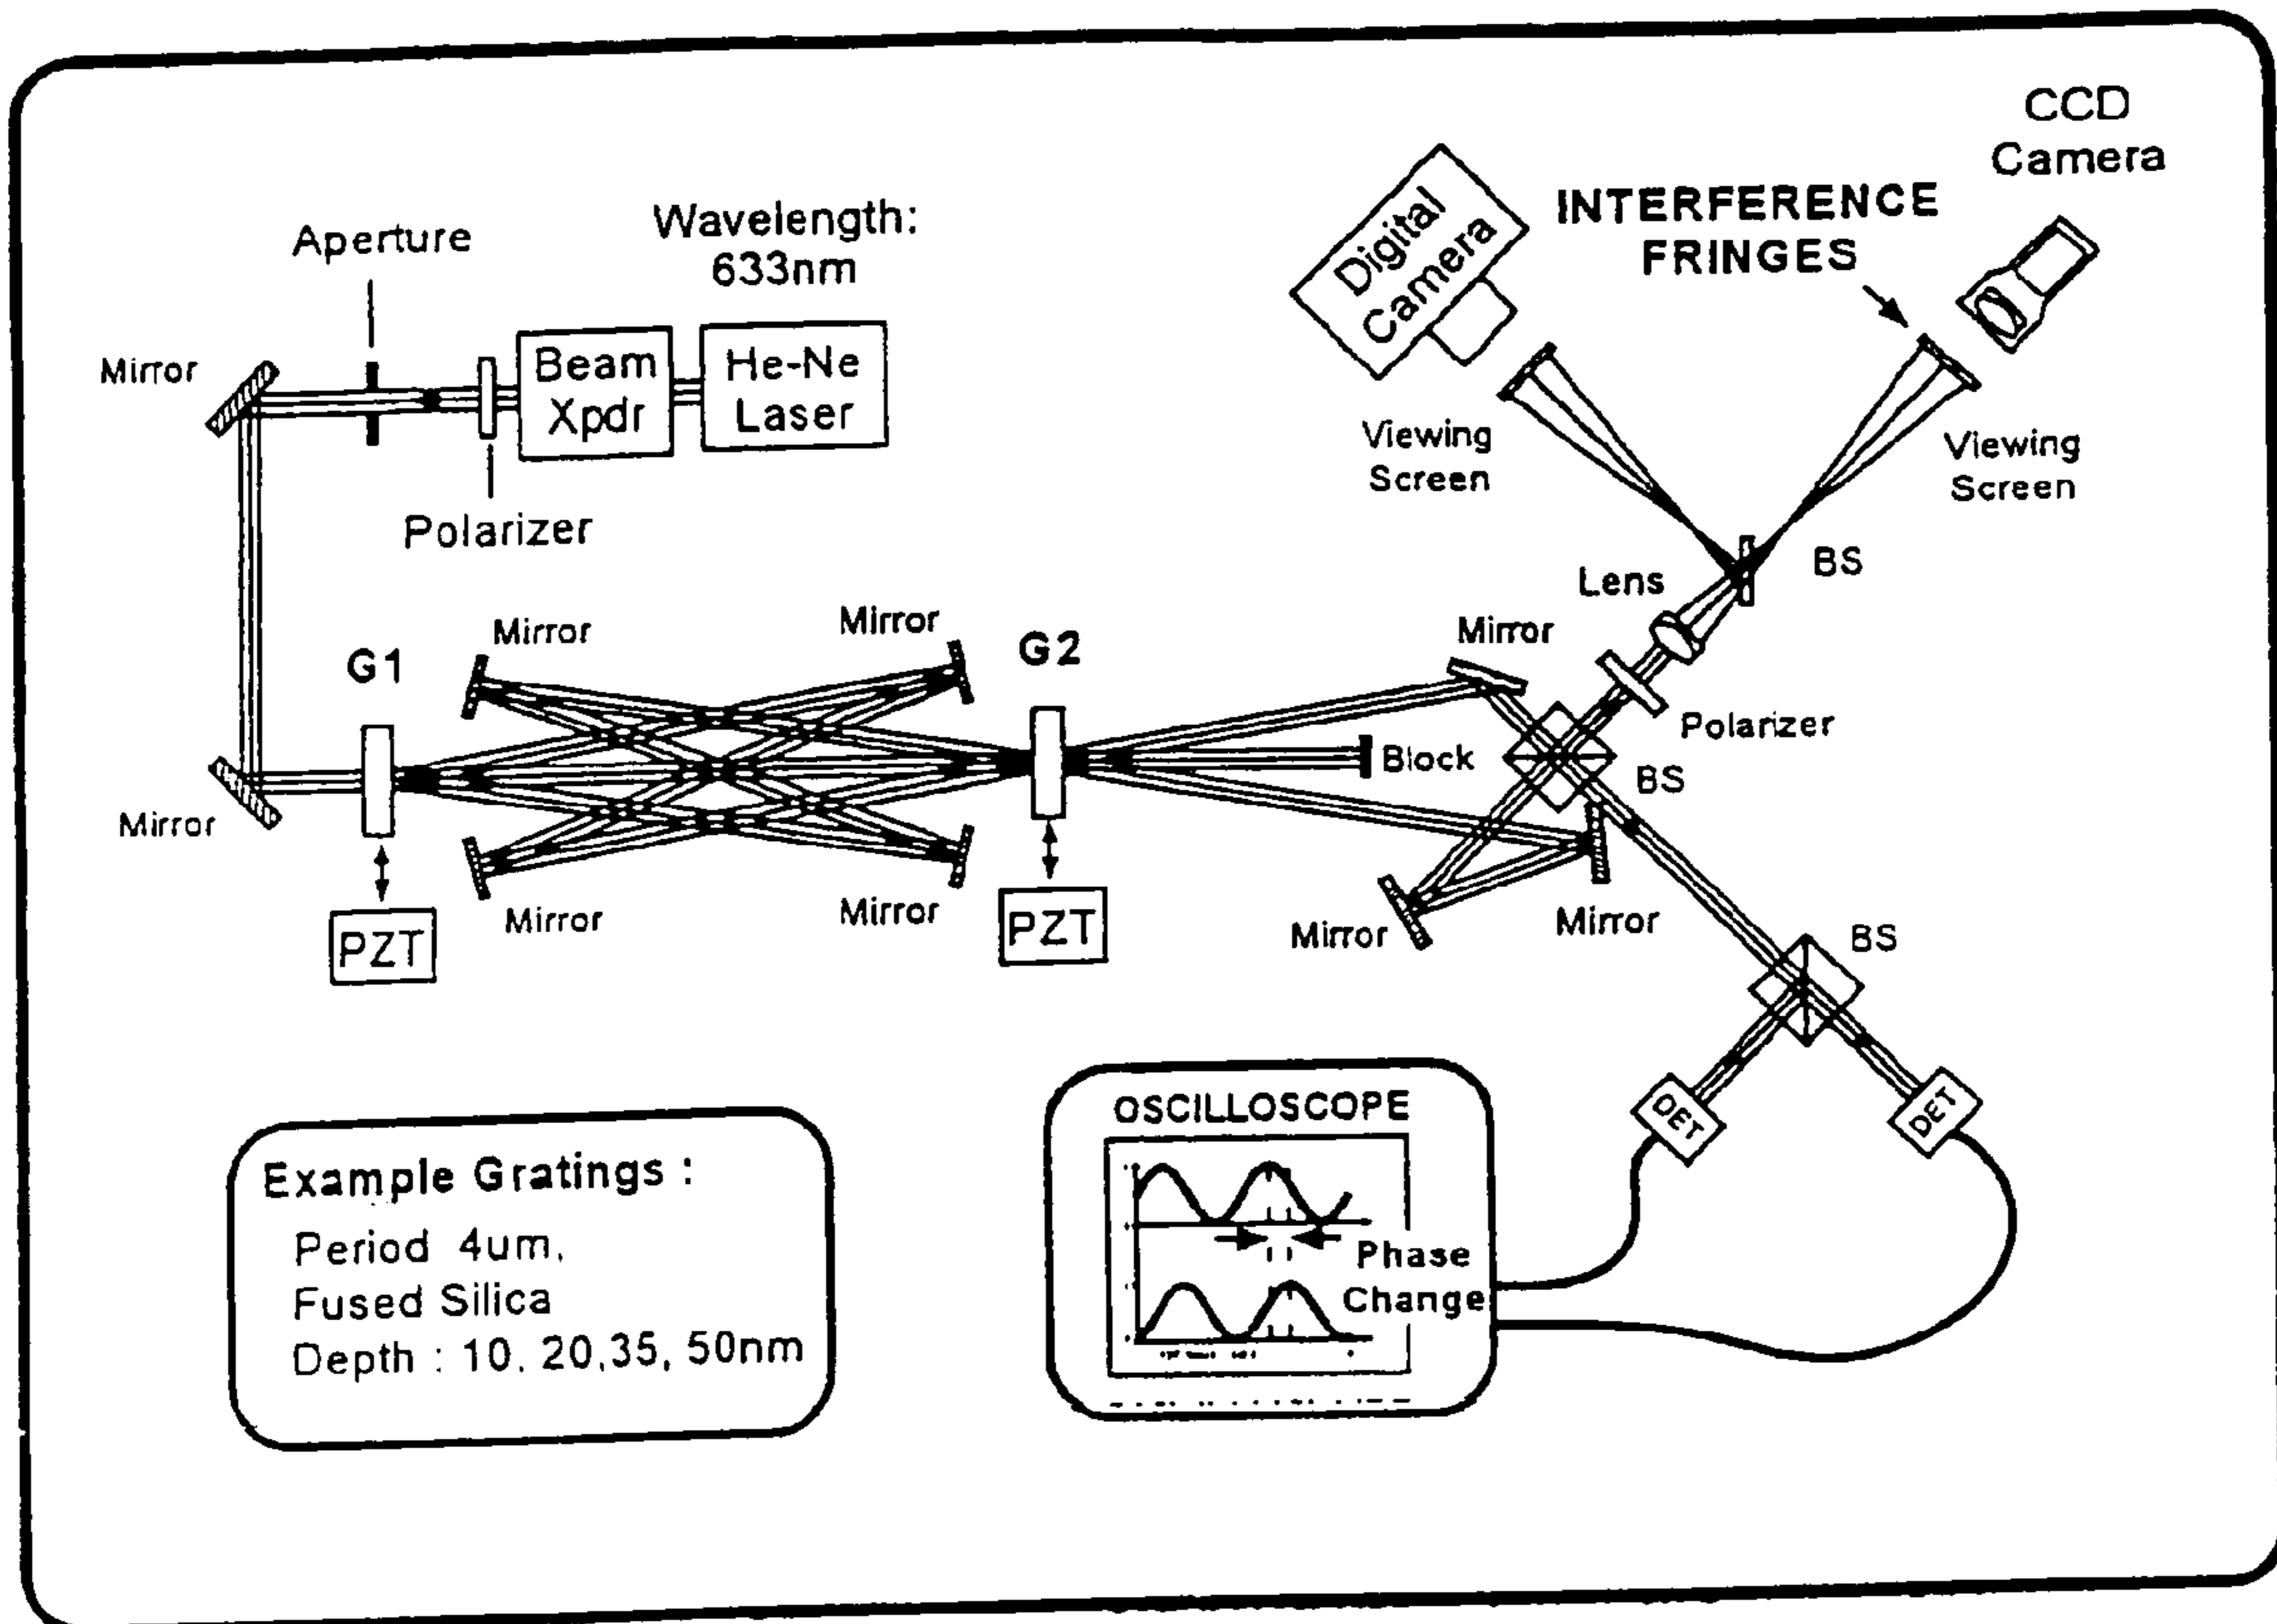 CCD
Camera
INTERFERENCE
FRINGES
Digital
Camera
Wavelength:
633nm
Aperture
Mirror
Beam
Xpdr
He-Ne
Laser
Viewing
Screen
Viewing
Screen
Polarizer
BS
Lens
Mirror
Mirror
Mirror
G1
G2
Polarizer
Block
BS
Mirror
Mirror
Mirror
Mirror
Mirror
PZT
PZT
BS
DET
DET
OSCILLOSCOPE
Phase
Change
Example Gratings :
Period 4um,
Fused Silica
Depth : 10, 20,35, 50nm